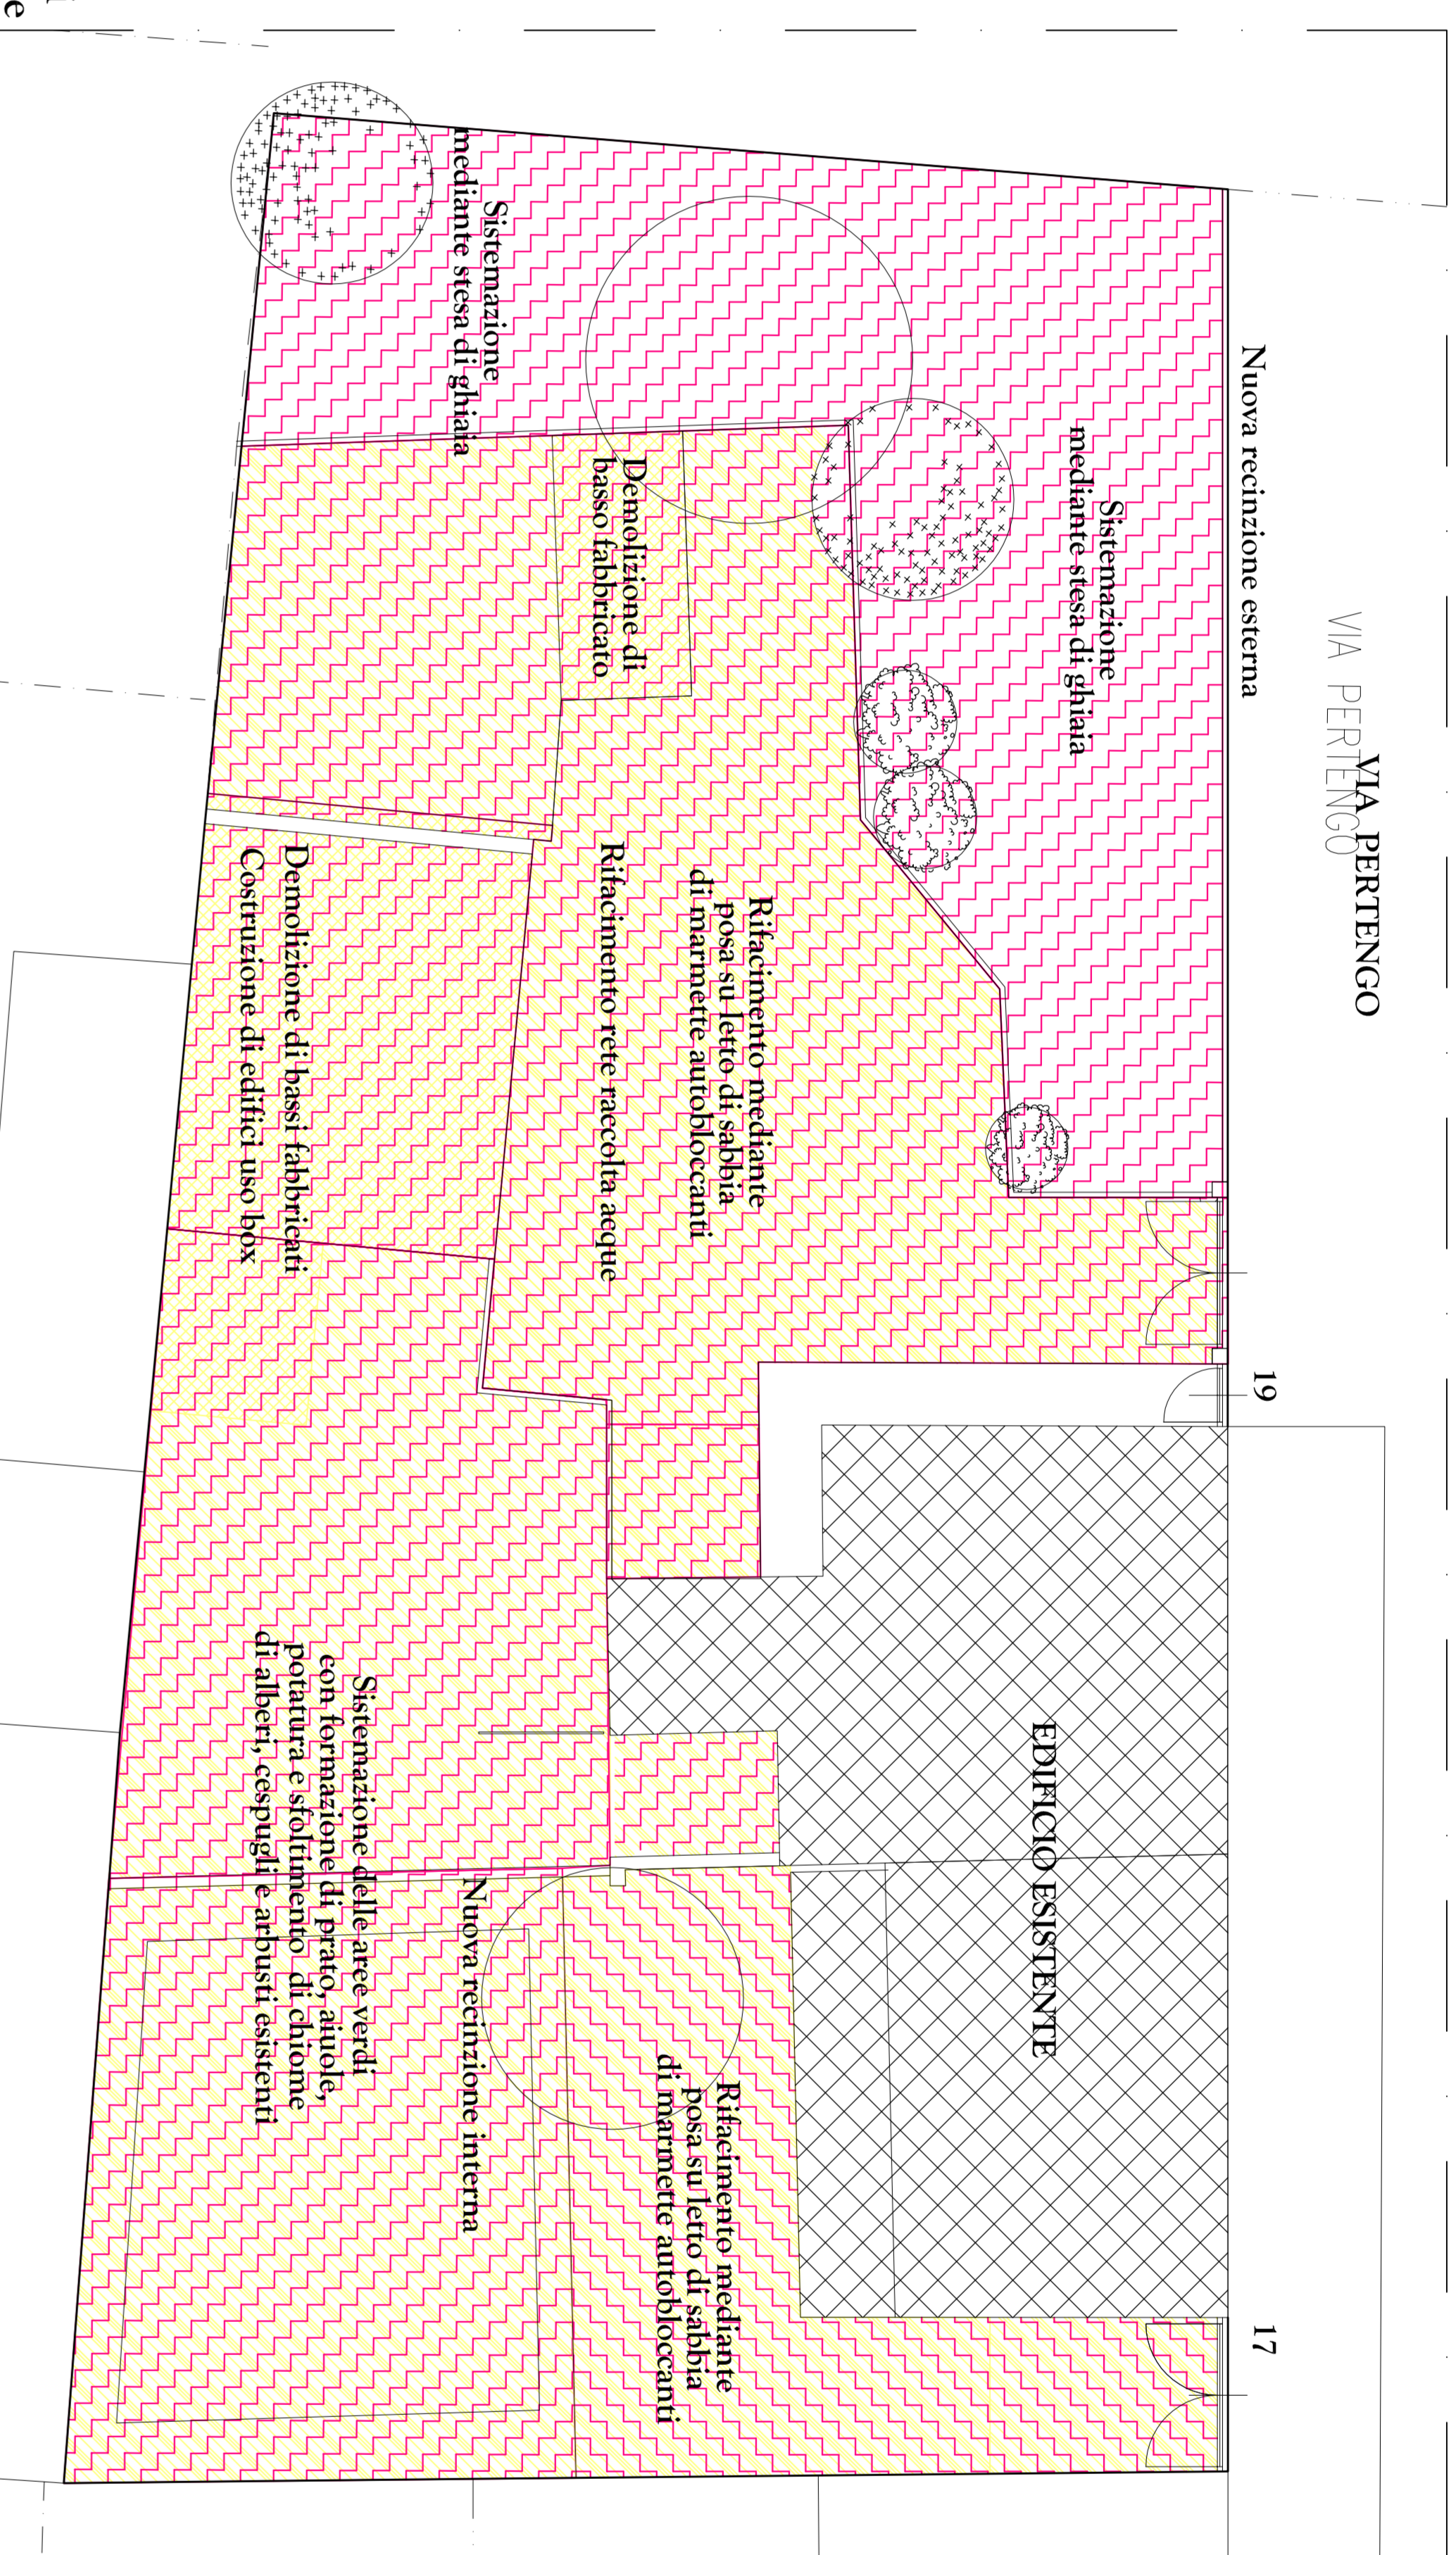 VIA PERTENGO
VIA PERTENGO
Nuova recinzione esterna
19
17
Sistemazione
mediante stesa di ghiaia
EDIFICIO ESISTENTE
Sistemazione
mediante stesa di ghiaia
Demolizione di
basso fabbricato
Rifacimento mediante
posa su letto di sabbia
di marmette autobloccanti
Rifacimento rete raccolta acque
Rifacimento mediante
posa su letto di sabbia
di marmette autobloccanti
Nuova recinzione interna
Demolizione di bassi fabbricati
Costruzione di edifici uso box
Sistemazione delle aree verdi
con formazione di prato, aiuole,
potatura e sfoltimento di chiome
di alberi, cespugli e arbusti esistenti